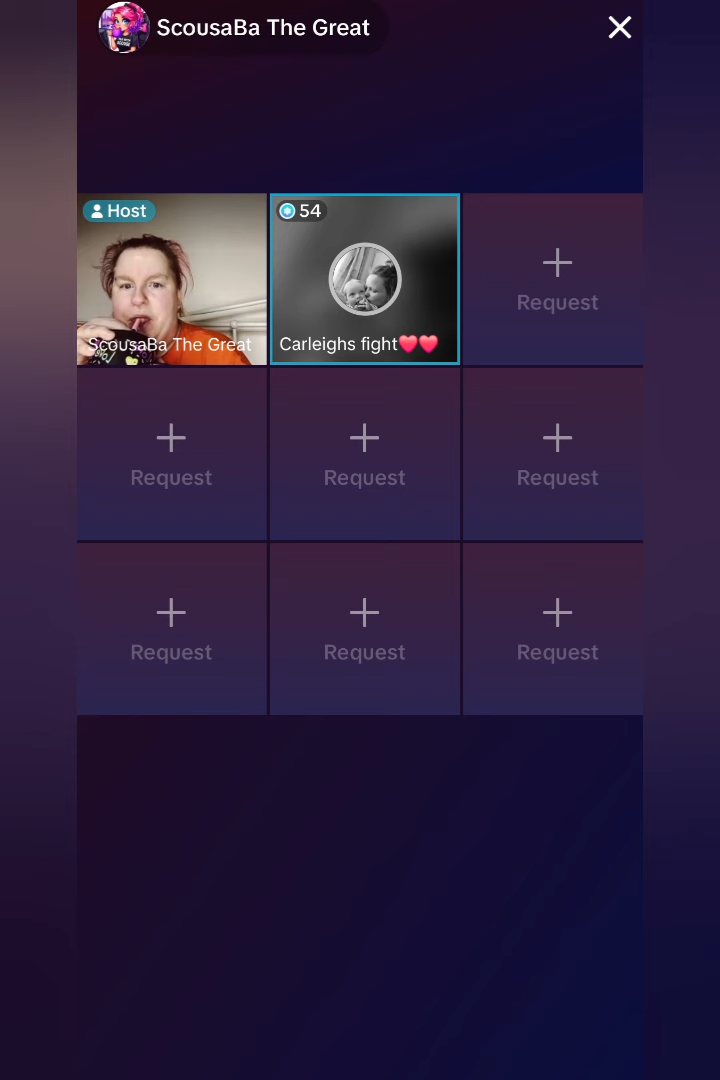 ScousaBa The Great
Host
54
ScousaBa The Great
Carleighs fight❤️❤️
Request
Request
Request
Request
Request
Request
Request